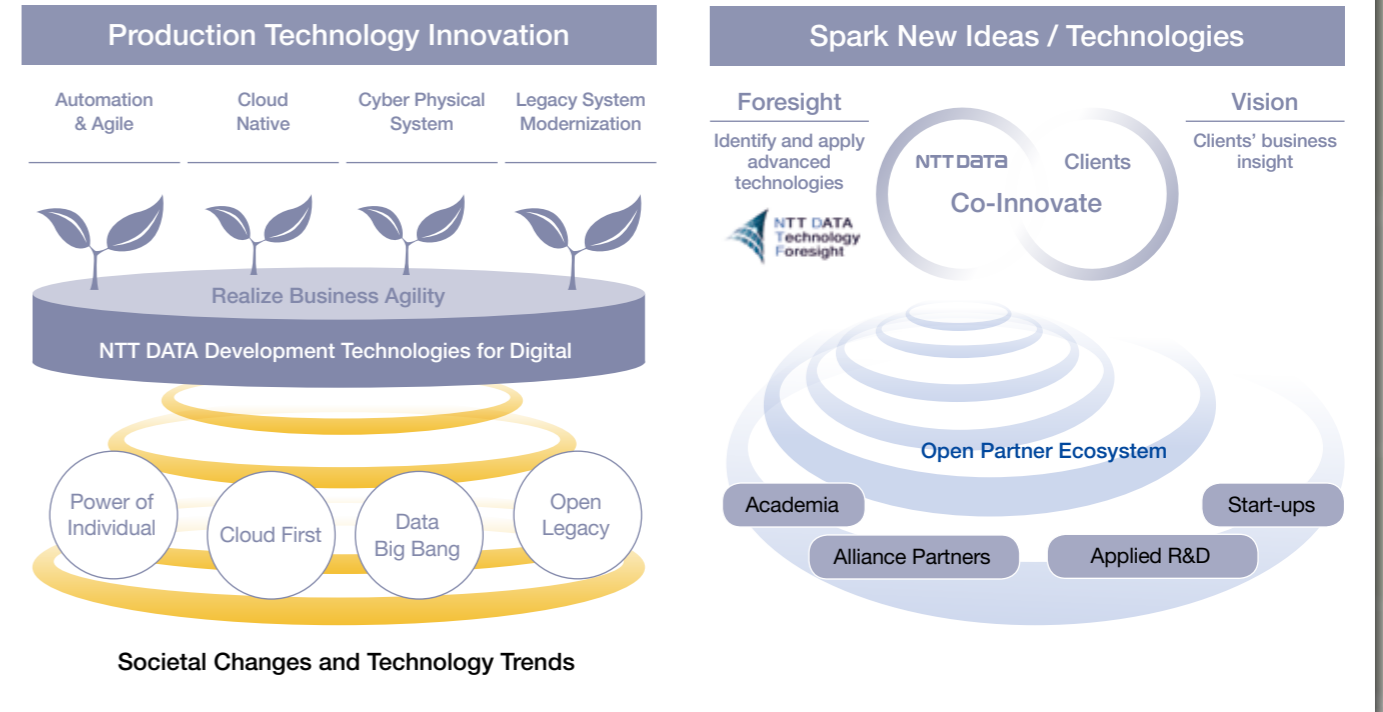 Production Technology Innovation
Automation
& Agile
Cloud
Native
Cyber Physical
System
Legacy System
Modernization
Realize Business Agility
NTT DATA Development Technologies for Digital
Power of
Individual
Cloud First
Data
Big Bang
Open
Legacy
Societal Changes and Technology Trends
Spark New Ideas / Technologies
Foresight
Identify and apply
advanced
technologies
NTT DATA
Technology
Foresight
NTT DATA
Clients
Co-Innovate
Vision
Clients' business
insight
Open Partner Ecosystem
Academia
Alliance Partners
Applied R&D
Start-ups